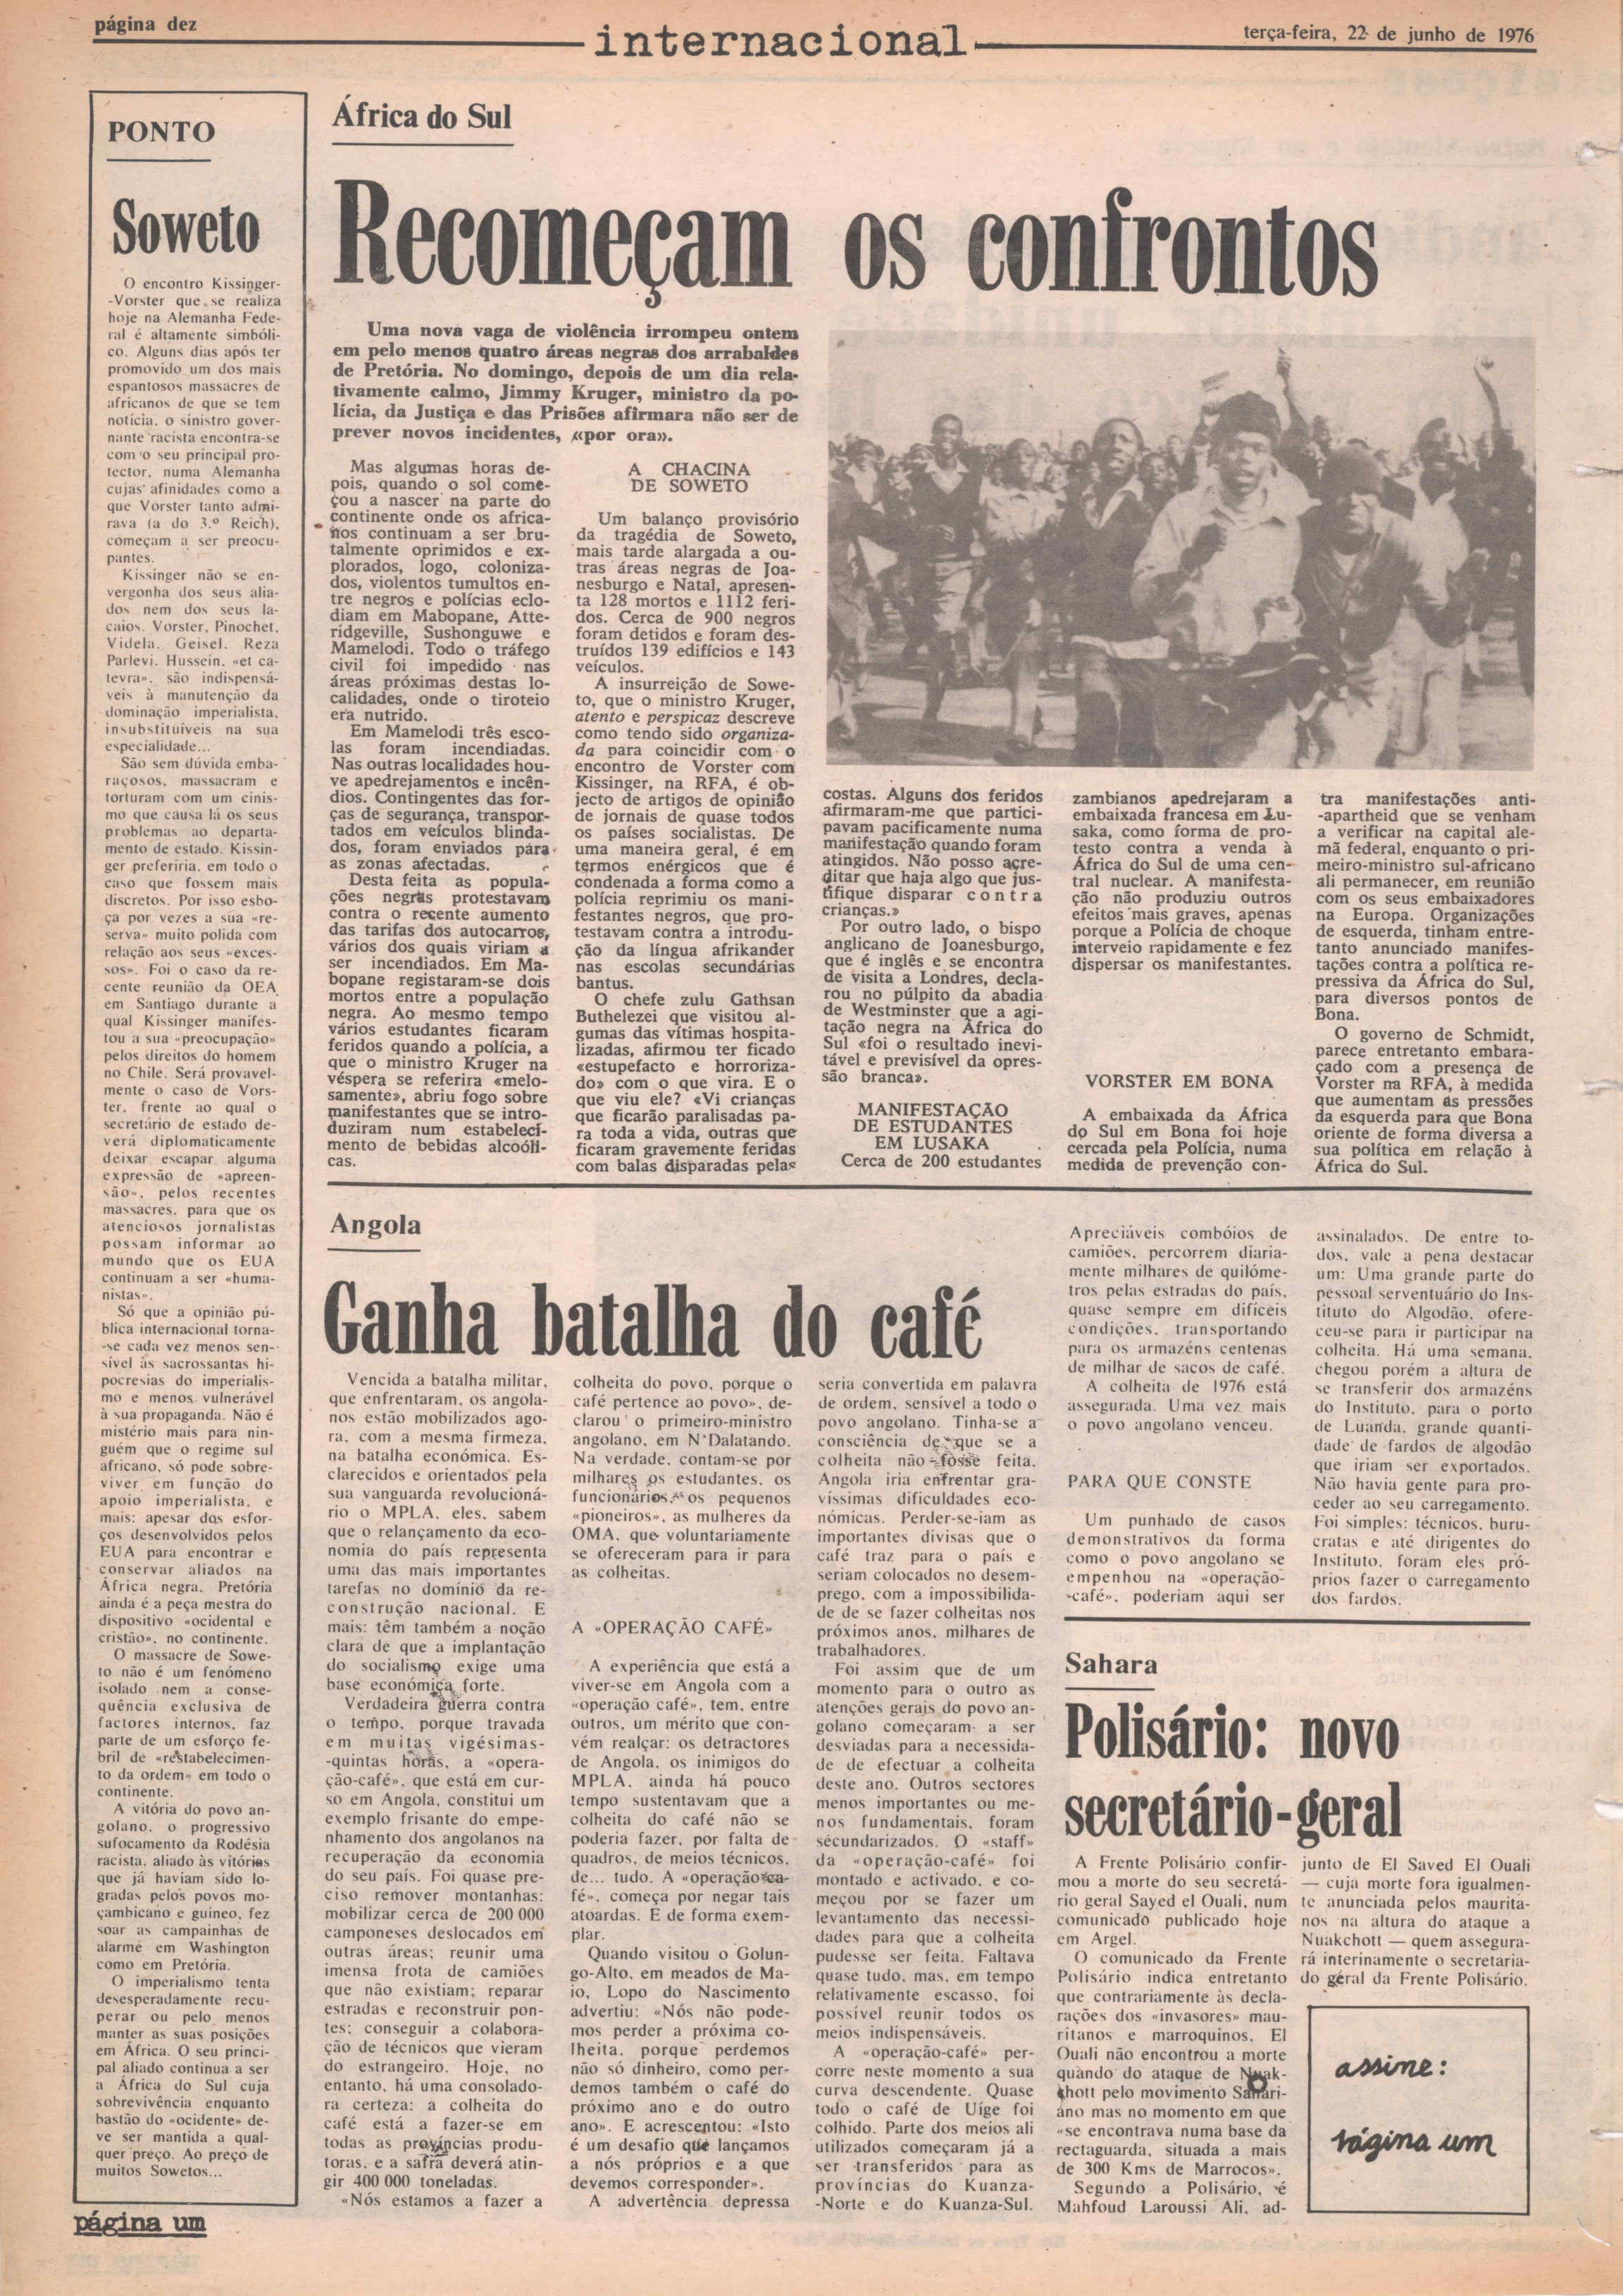 página dez
internacional
terça-feira, 22 de junho de 1976
PONTO
Soweto
O encontro Kissinger-
-Vorster que se realiza
hoje na Alemanha Fede-
ral é altamente simbóli-
co. Alguns dias após ter
promovido um dos mais
espantosos massacres de
africanos de que se tem
notícia, o sinistro gover-
nante racista encontra-se
com o seu principal pro-
tector, numa Alemanha
cujas afinidades como a
que Vorster tanto admi-
rava (a do 3.º Reich),
começam a ser preocu-
pantes.
Kissinger não se en-
vergonha dos seus alia-
dos nem dos seus la-
caios. Vorster, Pinochet,
Videla, Geisel, Reza
Parlevi, Hussein, «et ca-
tevra», são indispensá-
veis à manutenção da
dominação imperialista,
insubstituíveis na sua
especialidade...
São sem dúvida emba-
raçosos, massacram e
torturam com um cinis-
mo que causa lá os seus
problemas ao departa-
mento de estado. Kissin-
ger preferiria, em todo o
caso que fossem mais
discretos. Por isso esbo-
ça por vezes a sua «re-
serva» muito polida com
relação aos seus «exces-
sos». Foi o caso da re-
cente reunião da OEA
em Santiago durante a
qual Kissinger manifes-
tou a sua «preocupação»
pelos direitos do homem
no Chile. Será provavel-
mente o caso de Vors-
ter, frente ao qual o
secretário de estado de-
verá diplomaticamente
deixar escapar alguma
expressão de «apreen-
são», pelos recentes
massacres, para que os
atenciosos jornalistas
possam informar ao
mundo que os EUA
continuam a ser «huma-
nistas».
Só que a opinião pú-
blica internacional torna-
-se cada vez menos sen-
sível às sacrossantas hi-
pocresias do imperialis-
mo e menos vulnerável
à sua propaganda. Não é
mistério mais para nin-
guém que o regime sul
africano, só pode sobre-
viver em função do
apoio imperialista, e
mais: apesar dos esfor-
ços desenvolvidos pelos
EUA para encontrar e
conservar aliados na
África negra, Pretória
ainda é a peça mestra do
dispositivo «ocidental e
cristão», no continente.
O massacre de Sowe-
to não é um fenómeno
isolado nem a conse-
quência exclusiva de
factores internos, faz
parte de um esforço fe-
bril de «restabelecimen-
to da ordem» em todo o
continente.
A vitória do povo an-
golano, o progressivo
sufocamento da Rodésia
racista, aliado às vitórias
que já haviam sido lo-
gradas pelos povos mo-
çambicano e guineo, fez
soar as campainhas de
alarme em Washington
como em Pretória.
O imperialismo tenta
desesperadamente recu-
perar ou pelo menos
manter as suas posições
em África. O seu princi-
pal aliado continua a ser
a África do Sul cuja
sobrevivência enquanto
bastão do «ocidente» de-
ve ser mantida a qual-
quer preço. Ao preço de
muitos Sowetos...
África do Sul
Recomeçam os confrontos
Uma nova vaga de violência irrompeu ontem
em pelo menos quatro áreas negras dos arrabaldes
de Pretória. No domingo, depois de um dia rela-
tivamente calmo, Jimmy Kruger, ministro da po-
lícia, da Justiça e das Prisões afirmara não ser de
prever novos incidentes, «por ora».
Mas algumas horas de-
pois, quando o sol come-
çou a nascer na parte do
continente onde os africa-
nos continuam a ser bru-
talmente oprimidos e ex-
plorados, logo, coloniza-
dos, violentos tumultos en-
tre negros e polícias eclo-
diam em Mabopane, Atte-
ridgeville, Sushonguwe e
Mamelodi. Todo o tráfego
civil foi impedido nas
áreas próximas destas lo-
calidades, onde o tiroteio
era nutrido.
Em Mamelodi três esco-
las foram incendiadas.
Nas outras localidades hou-
ve apedrejamentos e incên-
dios. Contingentes das for-
ças de segurança, transpor-
tados em veículos blinda-
dos, foram enviados para
as zonas afectadas.
Desta feita as popula-
ções negras protestavam
contra o recente aumento
das tarifas dos autocarros,
vários dos quais viriam a
ser incendiados. Em Ma-
bopane registaram-se dois
mortos entre a população
negra. Ao mesmo tempo
vários estudantes ficaram
feridos quando a polícia, a
que o ministro Kruger na
véspera se referira «melo-
samente», abriu fogo sobre
manifestantes que se intro-
duziram num estabeleci-
mento de bebidas alcoóli-
cas.
A CHACINA
DE SOWETO
Um balanço provisório
da tragédia de Soweto,
mais tarde alargada a ou-
tras áreas negras de Joa-
nesburgo e Natal, apresen-
ta 128 mortos e 1112 feri-
dos. Cerca de 900 negros
foram detidos e foram des-
truídos 139 edifícios e 143
veículos.
A insurreição de Sowe-
to, que o ministro Kruger,
atento e perspicaz descreve
como tendo sido organiza-
da para coincidir com o
encontro de Vorster com
Kissinger, na RFA, é ob-
jecto de artigos de opinião
de jornais de quase todos
os países socialistas. De
uma maneira geral, é em
termos enérgicos que é
condenada a forma como a
polícia reprimiu os mani-
festantes negros, que pro-
testavam contra a introdu-
ção da língua afrikander
nas escolas secundárias
bantus.
O chefe zulu Gathsan
Buthelezei que visitou al-
gumas das vítimas hospita-
lizadas, afirmou ter ficado
«estupefacto e horroriza-
do» com o que vira. E o
que viu ele? «Vi crianças
que ficarão paralisadas pa-
ra toda a vida, outras que
ficaram gravemente feridas
com balas disparadas pelas
costas. Alguns dos feridos
afirmaram-me que partici-
pavam pacificamente numa
manifestação quando foram
atingidos. Não posso acre-
ditar que haja algo que jus-
tifique disparar contra
crianças.»
Por outro lado, o bispo
anglicano de Joanesburgo,
que é inglês e se encontra
de visita a Londres, decla-
rou no púlpito da abadia
de Westminster que a agi-
tação negra na África do
Sul «foi o resultado inevi-
tável e previsível da opres-
são branca».
MANIFESTAÇÃO
DE ESTUDANTES
EM LUSAKA
Cerca de 200 estudantes
zambianos apedrejaram a
embaixada francesa em Lu-
saka, como forma de pro-
testo contra a venda à
África do Sul de uma cen-
tral nuclear. A manifesta-
ção não produziu outros
efeitos mais graves, apenas
porque a Polícia de choque
interveio rapidamente e fez
dispersar os manifestantes.
VORSTER EM BONA
A embaixada da África
do Sul em Bona foi hoje
cercada pela Polícia, numa
medida de prevenção con-
tra manifestações anti-
-apartheid que se venham
a verificar na capital ale-
mã federal, enquanto o pri-
meiro-ministro sul-africano
ali permanecer, em reunião
com os seus embaixadores
na Europa. Organizações
de esquerda, tinham entre-
tanto anunciado manifes-
tações contra a política re-
pressiva da África do Sul,
para diversos pontos de
Bona.
O governo de Schmidt,
parece entretanto embara-
çado com a presença de
Vorster na RFA, à medida
que aumentam as pressões
da esquerda para que Bona
oriente de forma diversa a
sua política em relação à
África do Sul.
Angola
Ganha batalha do café
Vencida a batalha militar,
que enfrentaram, os angola-
nos estão mobilizados ago-
ra, com a mesma firmeza,
na batalha económica. Es-
clarecidos e orientados pela
sua vanguarda revolucioná-
rio o MPLA, eles, sabem
que o relançamento da eco-
nomia do país representa
uma das mais importantes
tarefas no domínio da re-
construção nacional. E
mais: têm também a noção
clara de que a implantação
do socialismo exige uma
base económica forte.
Verdadeira guerra contra
o tempo, porque travada
em muitas vigésimas-
-quintas horas, a «opera-
ção-café», que está em cur-
so em Angola, constitui um
exemplo frisante do empe-
nhamento dos angolanos na
recuperação da economia
do seu país. Foi quase pre-
ciso remover montanhas:
mobilizar cerca de 200 000
camponeses deslocados em
outras áreas; reunir uma
imensa frota de camiões
que não existiam; reparar
estradas e reconstruir pon-
tes; conseguir a colabora-
ção de técnicos que vieram
do estrangeiro. Hoje, no
entanto, há uma consolado-
ra certeza: a colheita do
café está a fazer-se em
todas as províncias produ-
toras, e a safra deverá atin-
gir 400 000 toneladas.
«Nós estamos a fazer a
colheita do povo, porque o
café pertence ao povo», de-
clarou o primeiro-ministro
angolano, em N'Dalatando.
Na verdade, contam-se por
milhares os estudantes, os
funcionários, os pequenos
«pioneiros», as mulheres da
OMA, que voluntariamente
se ofereceram para ir para
as colheitas.
A «OPERAÇÃO CAFÉ»
A experiência que está a
viver-se em Angola com a
«operação café», tem, entre
outros, um mérito que con-
vém realçar: os detractores
de Angola, os inimigos do
MPLA, ainda há pouco
tempo sustentavam que a
colheita do café não se
poderia fazer, por falta de
quadros, de meios técnicos,
de... tudo. A «operação-ca-
fé», começa por negar tais
atoardas. E de forma exem-
plar.
Quando visitou o Golun-
go-Alto, em meados de Ma-
io, Lopo do Nascimento
advertiu: «Nós não pode-
mos perder a próxima co-
lheita, porque perdemos
não só dinheiro, como per-
demos também o café do
próximo ano e do outro
ano». E acrescentou: «Isto
é um desafio que lançamos
a nós próprios e a que
devemos corresponder».
A advertência depressa
seria convertida em palavra
de ordem, sensível a todo o
povo angolano. Tinha-se a
consciência de que se a
colheita não fosse feita,
Angola iria enfrentar gra-
víssimas dificuldades eco-
nómicas. Perder-se-iam as
importantes divisas que o
café traz para o país e
seriam colocados no desem-
prego, com a impossibilida-
de de se fazer colheitas nos
próximos anos, milhares de
trabalhadores.
Foi assim que de um
momento para o outro as
atenções gerais do povo an-
golano começaram a ser
desviadas para a necessida-
de de efectuar a colheita
deste ano. Outros sectores
menos importantes ou me-
nos fundamentais, foram
secundarizados. O «staff»
da «operação-café» foi
montado e activado, e co-
meçou por se fazer um
levantamento das necessi-
dades para que a colheita
pudesse ser feita. Faltava
quase tudo, mas, em tempo
relativamente escasso, foi
possível reunir todos os
meios indispensáveis.
A «operação-café» per-
corre neste momento a sua
curva descendente. Quase
todo o café de Uíge foi
colhido. Parte dos meios ali
utilizados começaram já a
ser transferidos para as
províncias do Kuanza-
-Norte e do Kuanza-Sul.
Apreciáveis combóios de
camiões, percorrem diaria-
mente milhares de quilóme-
tros pelas estradas do país,
quase sempre em difíceis
condições, transportando
para os armazéns centenas
de milhar de sacos de café.
A colheita de 1976 está
assegurada. Uma vez mais
o povo angolano venceu.
PARA QUE CONSTE
Um punhado de casos
demonstrativos da forma
como o povo angolano se
empenhou na «operação-
-café», poderiam aqui ser
assinalados. De entre to-
dos, vale a pena destacar
um: Uma grande parte do
pessoal serventuário do Ins-
tituto do Algodão, ofere-
ceu-se para ir participar na
colheita. Há uma semana,
chegou porém a altura de
se transferir dos armazéns
do Instituto, para o porto
de Luanda, grande quanti-
dade de fardos de algodão
que iriam ser exportados.
Não havia gente para pro-
ceder ao seu carregamento.
Foi simples: técnicos, buru-
cratas e até dirigentes do
Instituto, foram eles pró-
prios fazer o carregamento
dos fardos.
Sahara
Polisário: novo
secretário-geral
A Frente Polisário confir-
mou a morte do seu secretá-
rio geral Sayed el Ouali, num
comunicado publicado hoje
em Argel.
O comunicado da Frente
Polisário indica entretanto
que contrariamente às decla-
rações dos «invasores» mau-
ritanos e marroquinos, El
Ouali não encontrou a morte
quando do ataque de Nuak-
chott pelo movimento Sahari-
ano mas no momento em que
«se encontrava numa base da
rectaguarda, situada a mais
de 300 Kms de Marrocos».
Segundo a Polisário, é
Mahfoud Laroussi Ali, ad-
junto de El Saved El Ouali
— cuja morte fora igualmen-
te anunciada pelos maurita-
nos na altura do ataque a
Nuakchott — quem assegura-
rá interinamente o secretaria-
do géral da Frente Polisário.
assine:
página um
página um